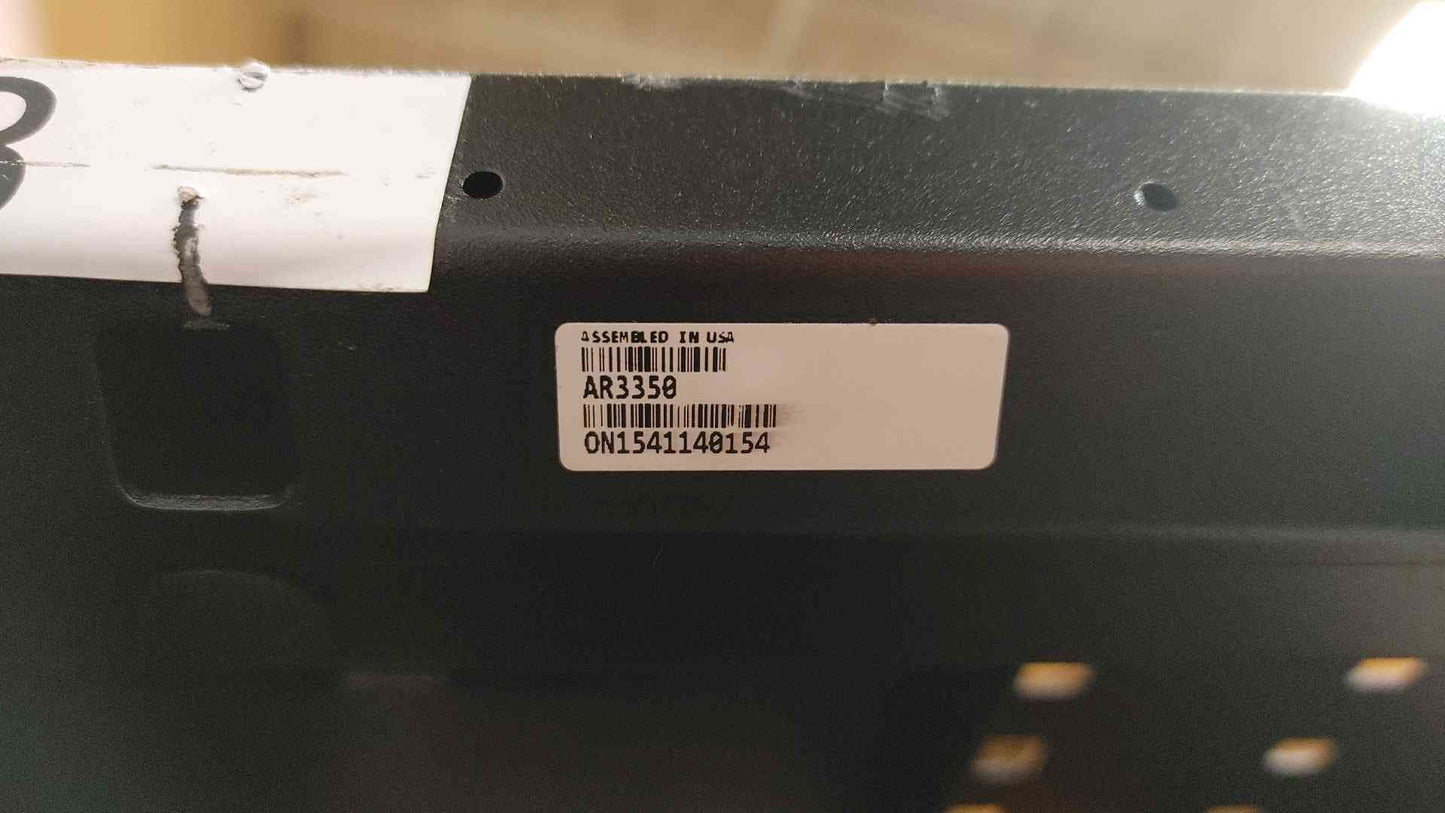 ASSEMBLED IN USA
AR3350
ON1541140154